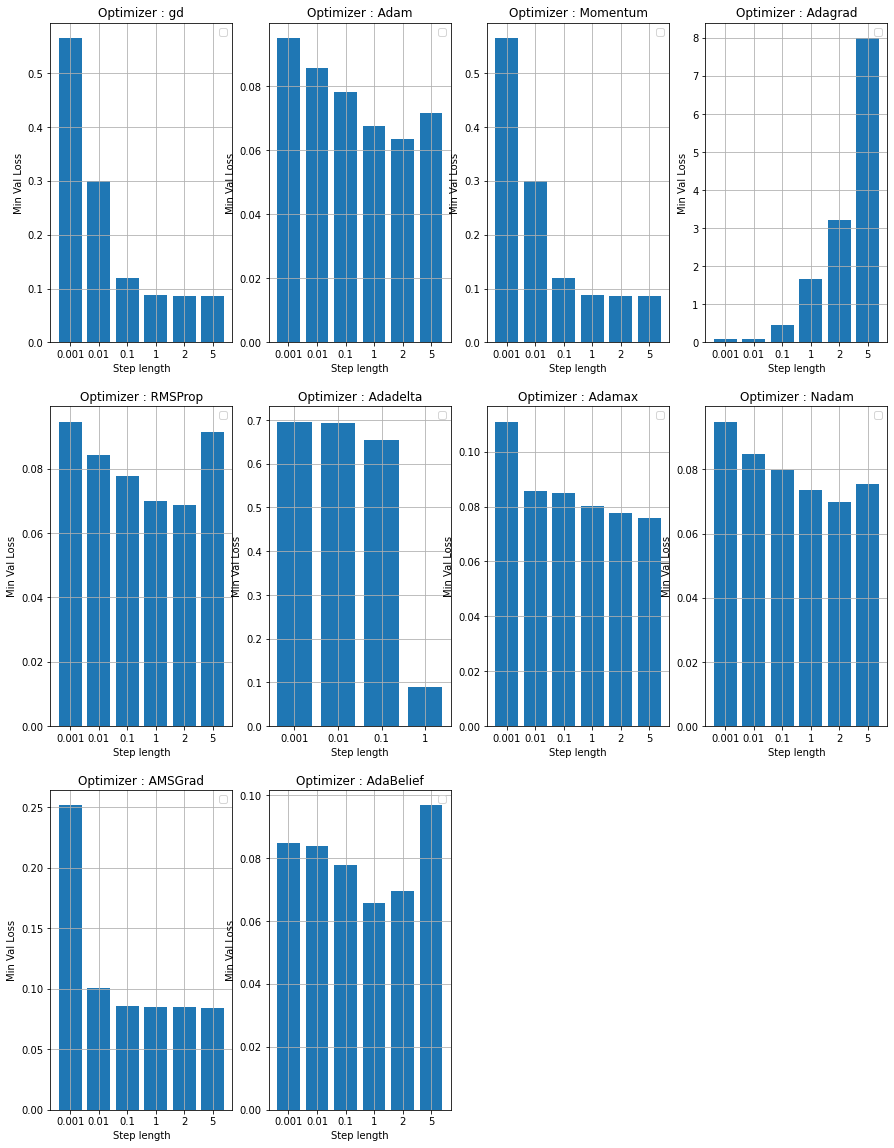 Optimizer : gd
Min Val Loss
0.5
0.4
0.3
0.2
0.1
0.0
0.001 0.01 0.1 1 2 5
Step length
Optimizer : Adam
Min Val Loss
0.08
0.06
0.04
0.02
0.00
0.001 0.01 0.1 1 2 5
Step length
Optimizer : Momentum
Min Val Loss
0.5
0.4
0.3
0.2
0.1
0.0
0.001 0.01 0.1 1 2 5
Step length
Optimizer : Adagrad
Min Val Loss
8
7
6
5
4
3
2
1
0
0.001 0.01 0.1 1 2 5
Step length
Optimizer : RMSProp
Min Val Loss
0.08
0.06
0.04
0.02
0.00
0.001 0.01 0.1 1 2 5
Step length
Optimizer : Adadelta
Min Val Loss
0.7
0.6
0.5
0.4
0.3
0.2
0.1
0.0
0.001 0.01 0.1 1
Step length
Optimizer : Adamax
Min Val Loss
0.10
0.08
0.06
0.04
0.02
0.00
0.001 0.01 0.1 1 2 5
Step length
Optimizer : Nadam
Min Val Loss
0.08
0.06
0.04
0.02
0.00
0.001 0.01 0.1 1 2 5
Step length
Optimizer : AMSGrad
Min Val Loss
0.25
0.20
0.15
0.10
0.05
0.00
0.001 0.01 0.1 1 2 5
Step length
Optimizer : AdaBelief
Min Val Loss
0.10
0.08
0.06
0.04
0.02
0.00
0.001 0.01 0.1 1 2 5
Step length